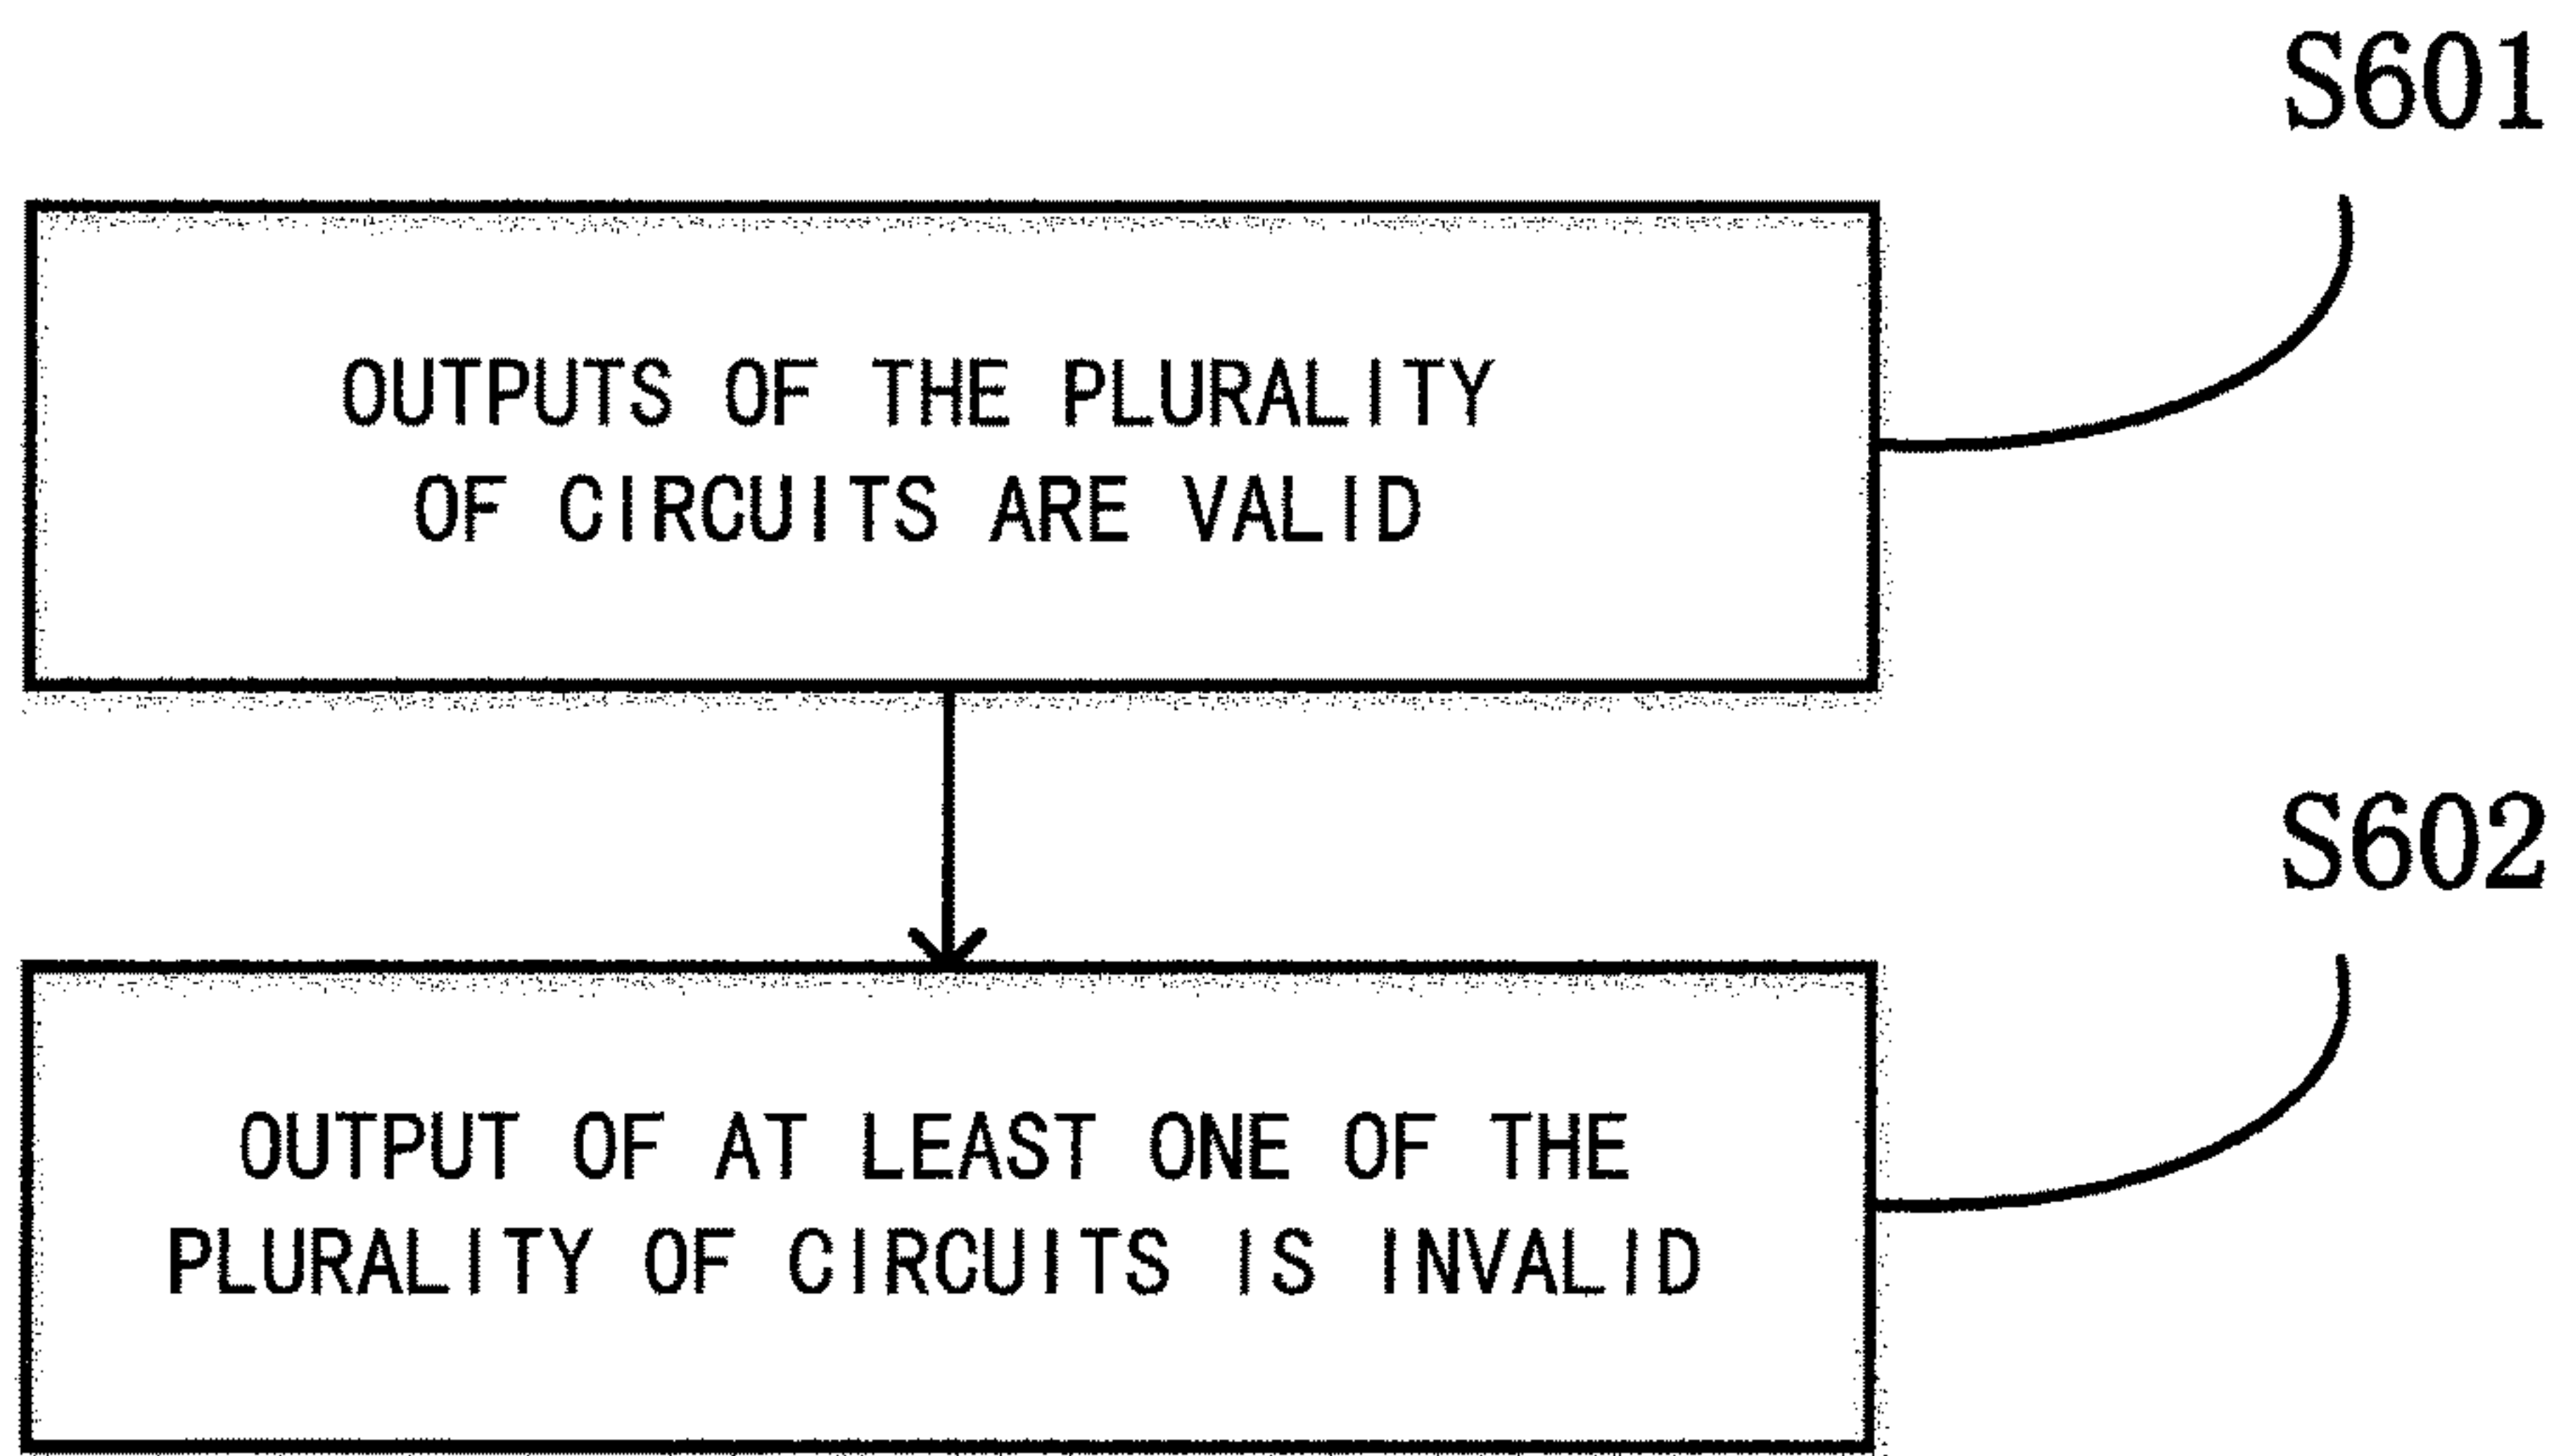 S601
OUTPUTS OF THE PLURALITY
OF CIRCUITS ARE VALID
S602
OUTPUT OF AT LEAST ONE OF THE
PLURALITY OF CIRCUITS IS INVALID